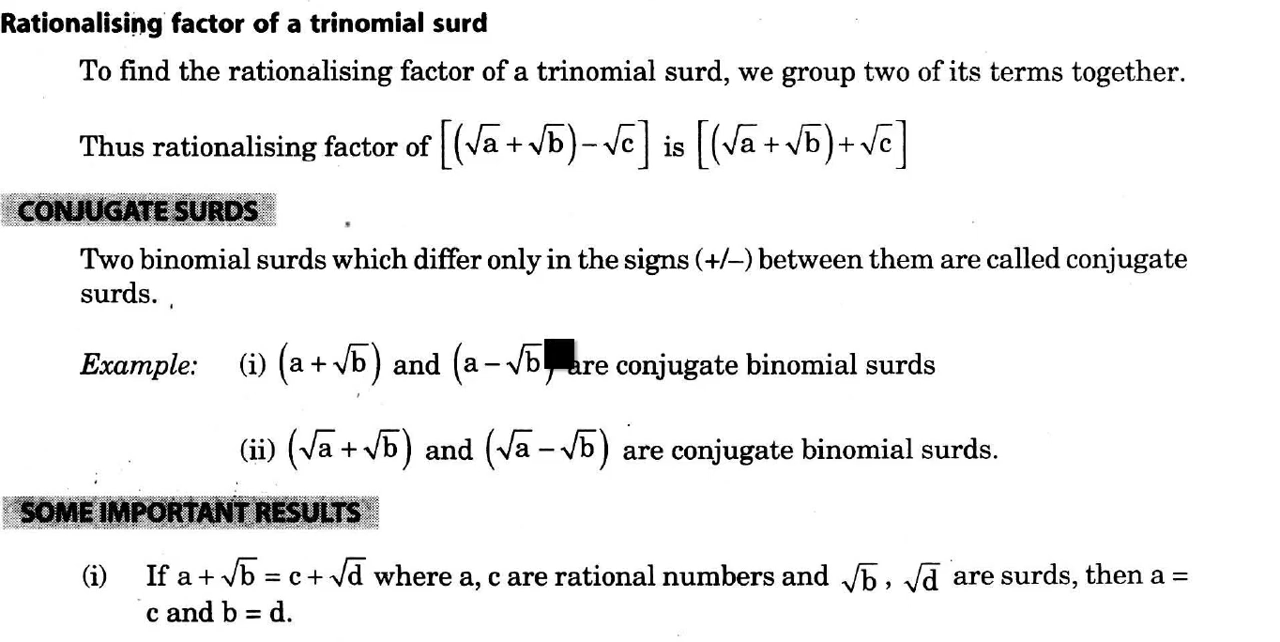 Rationalising factor of a trinomial surd
To find the rationalising factor of a trinomial surd, we group two of its terms together.
Thus rationalising factor of [(√a + √b) − √c] is [(√a + √b) + √c]
CONJUGATE SURDS
Two binomial surds which differ only in the signs (+/–) between them are called conjugate
surds.
Example: (i) (a + √b) and (a − √b) are conjugate binomial surds
(ii) (√a + √b) and (√a − √b) are conjugate binomial surds.
SOME IMPORTANT RESULTS
(i) If a + √b = c + √d where a, c are rational numbers and √b, √d are surds, then a =
c and b = d.